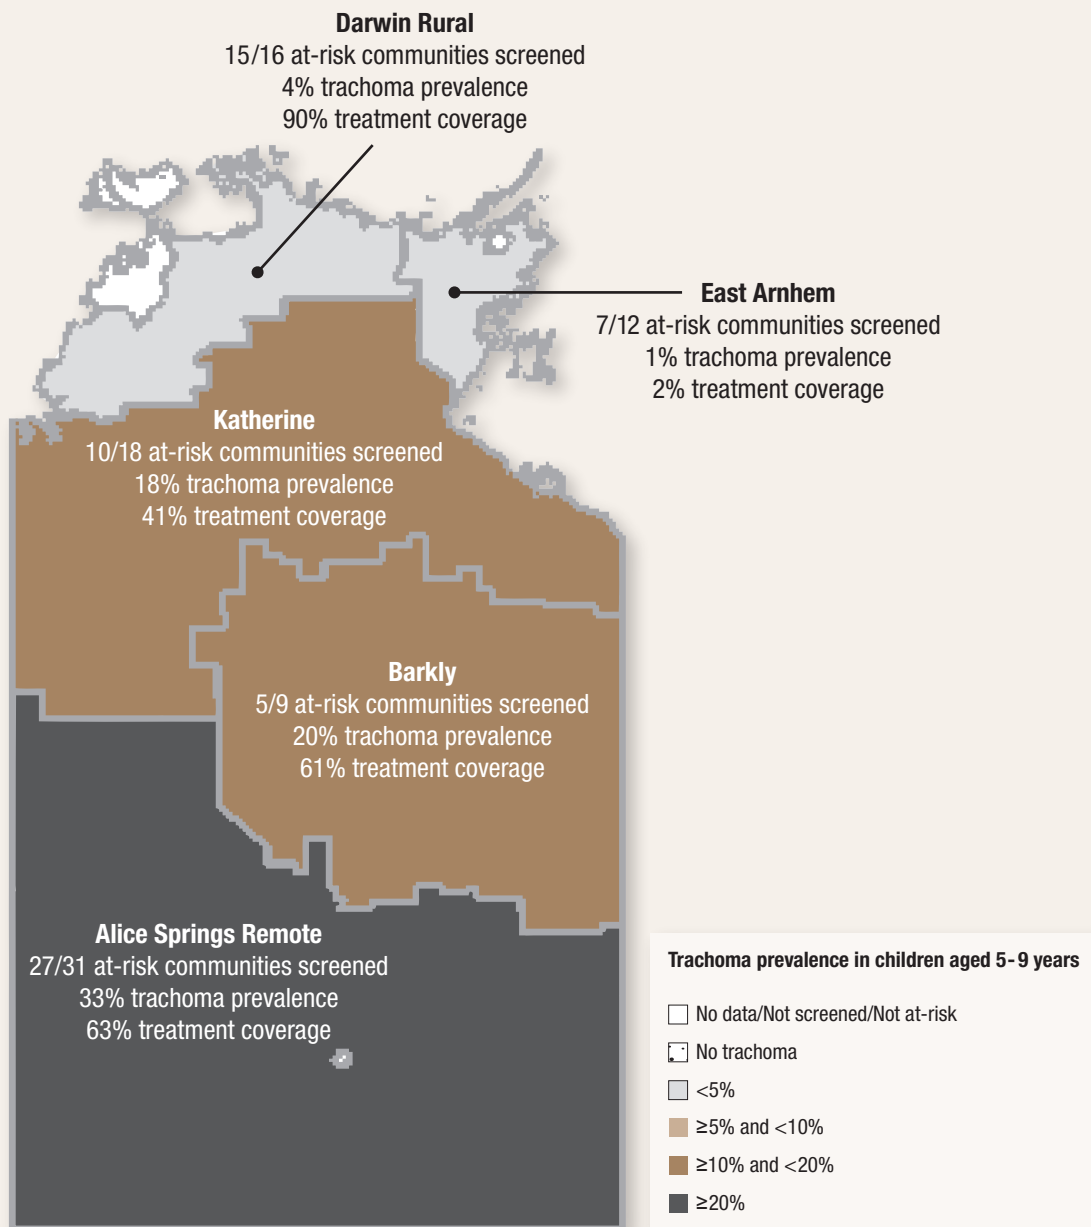 Darwin Rural
15/16 at-risk communities screened
4% trachoma prevalence
90% treatment coverage
East Arnhem
7/12 at-risk communities screened
1% trachoma prevalence
2% treatment coverage
Katherine
10/18 at-risk communities screened
18% trachoma prevalence
41% treatment coverage
Barkly
5/9 at-risk communities screened
20% trachoma prevalence
61% treatment coverage
Alice Springs Remote
27/31 at-risk communities screened
33% trachoma prevalence
63% treatment coverage
Trachoma prevalence in children aged 5-9 years
No data/Not screened/Not at-risk
No trachoma
<5%
≥5% and <10%
≥10% and <20%
≥20%